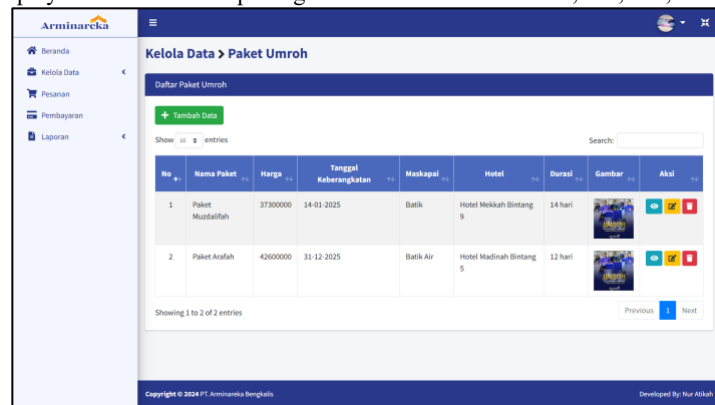 Arminareka
Beranda
Kelola Data
Pesanan
Pembayaran
Laporan
Kelola Data > Paket Umroh
Daftar Paket Umroh
+ Tambah Data
Show 10 entries
Search:
No Nama Paket Harga Tanggal Keberangkatan Maskapai Hotel Durasi Gambar Aksi
1 Paket Muzdalifah 37300000 14-01-2025 Batik Hotel Mekkah Bintang 9 14 hari
2 Paket Arafah 42600000 31-12-2025 Batik Air Hotel Madinah Bintang 5 12 hari
Showing 1 to 2 of 2 entries
Previous 1 Next
Copyright © 2024 PT. Arminareka Bengkalis
Developed By: Nur Atikah